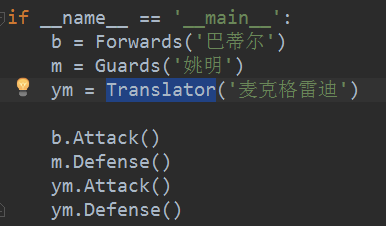 if __name__ == '__main__':
    b = Forwards('巴蒂尔')
    m = Guards('姚明')
    ym = Translator('麦克格雷迪')

    b.Attack()
    m.Defense()
    ym.Attack()
    ym.Defense()